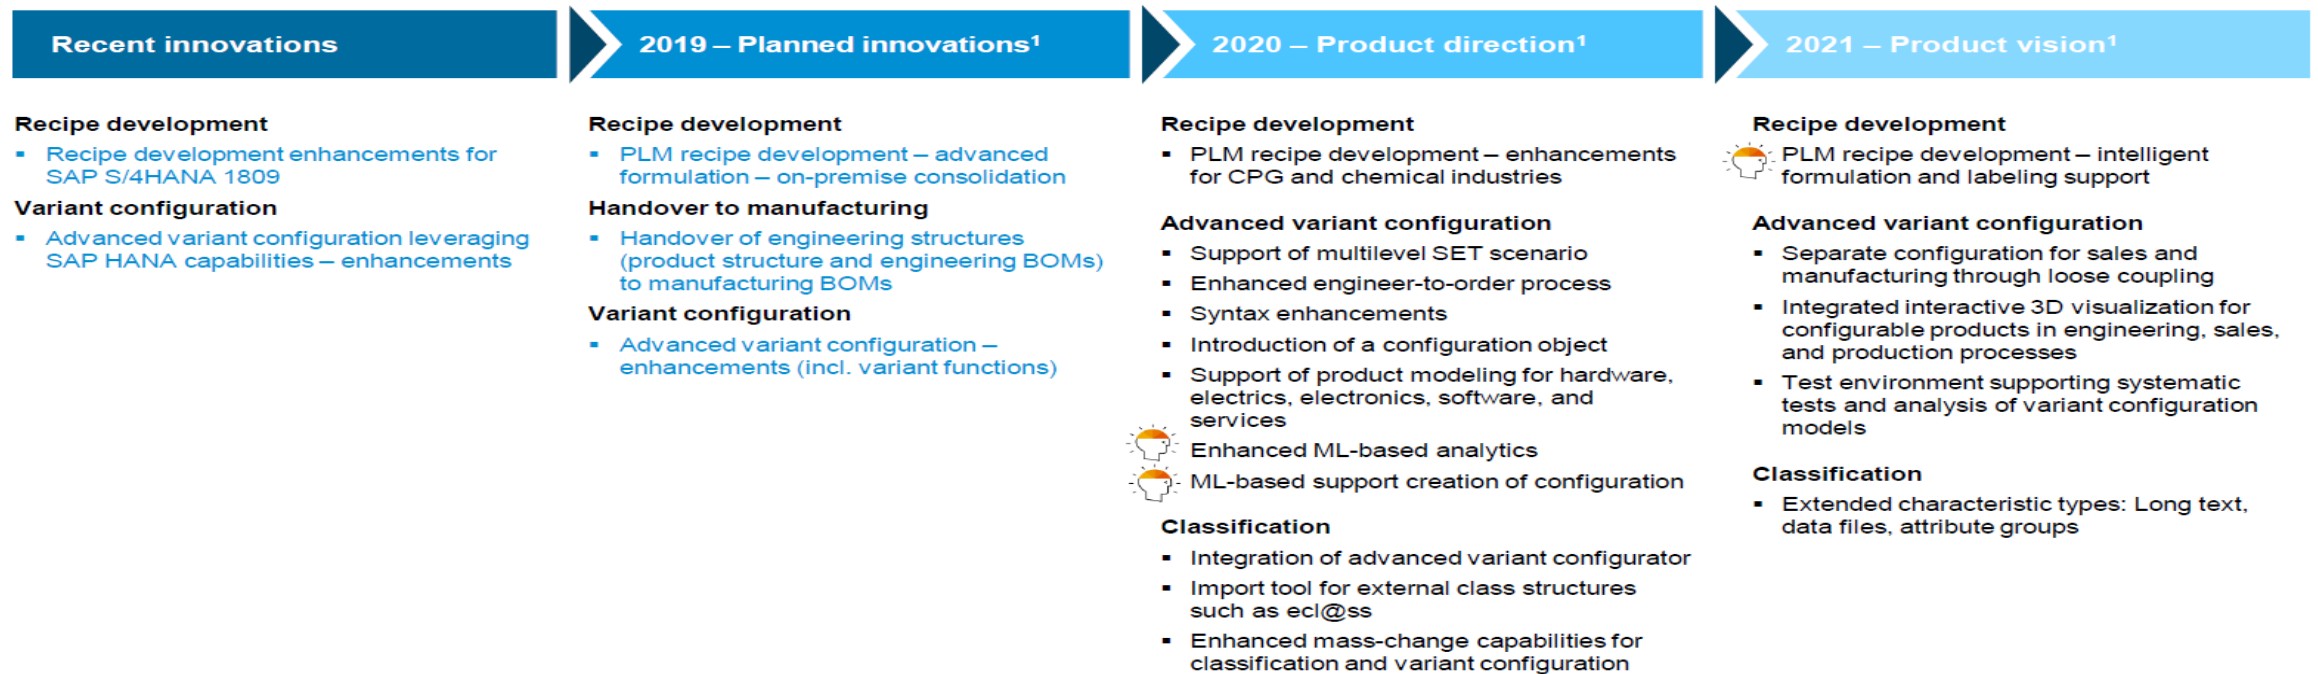 Recent innovations
2019 – Planned innovations¹
2020 – Product direction¹
2021 – Product vision¹
Recipe development
▪ Recipe development enhancements for
SAP S/4HANA 1809
Variant configuration
▪ Advanced variant configuration leveraging
SAP HANA capabilities – enhancements
Recipe development
▪ PLM recipe development – advanced
formulation – on-premise consolidation
Handover to manufacturing
▪ Handover of engineering structures
(product structure and engineering BOMs)
to manufacturing BOMs
Variant configuration
▪ Advanced variant configuration –
enhancements (incl. variant functions)
Recipe development
▪ PLM recipe development – enhancements
for CPG and chemical industries
Advanced variant configuration
▪ Support of multilevel SET scenario
▪ Enhanced engineer-to-order process
▪ Syntax enhancements
▪ Introduction of a configuration object
▪ Support of product modeling for hardware,
electrics, electronics, software, and
services
Enhanced ML-based analytics
ML-based support creation of configuration
Classification
▪ Integration of advanced variant configurator
▪ Import tool for external class structures
such as ecl@ss
▪ Enhanced mass-change capabilities for
classification and variant configuration
Recipe development
PLM recipe development – intelligent
formulation and labeling support
Advanced variant configuration
▪ Separate configuration for sales and
manufacturing through loose coupling
▪ Integrated interactive 3D visualization for
configurable products in engineering, sales,
and production processes
▪ Test environment supporting systematic
tests and analysis of variant configuration
models
Classification
▪ Extended characteristic types: Long text,
data files, attribute groups